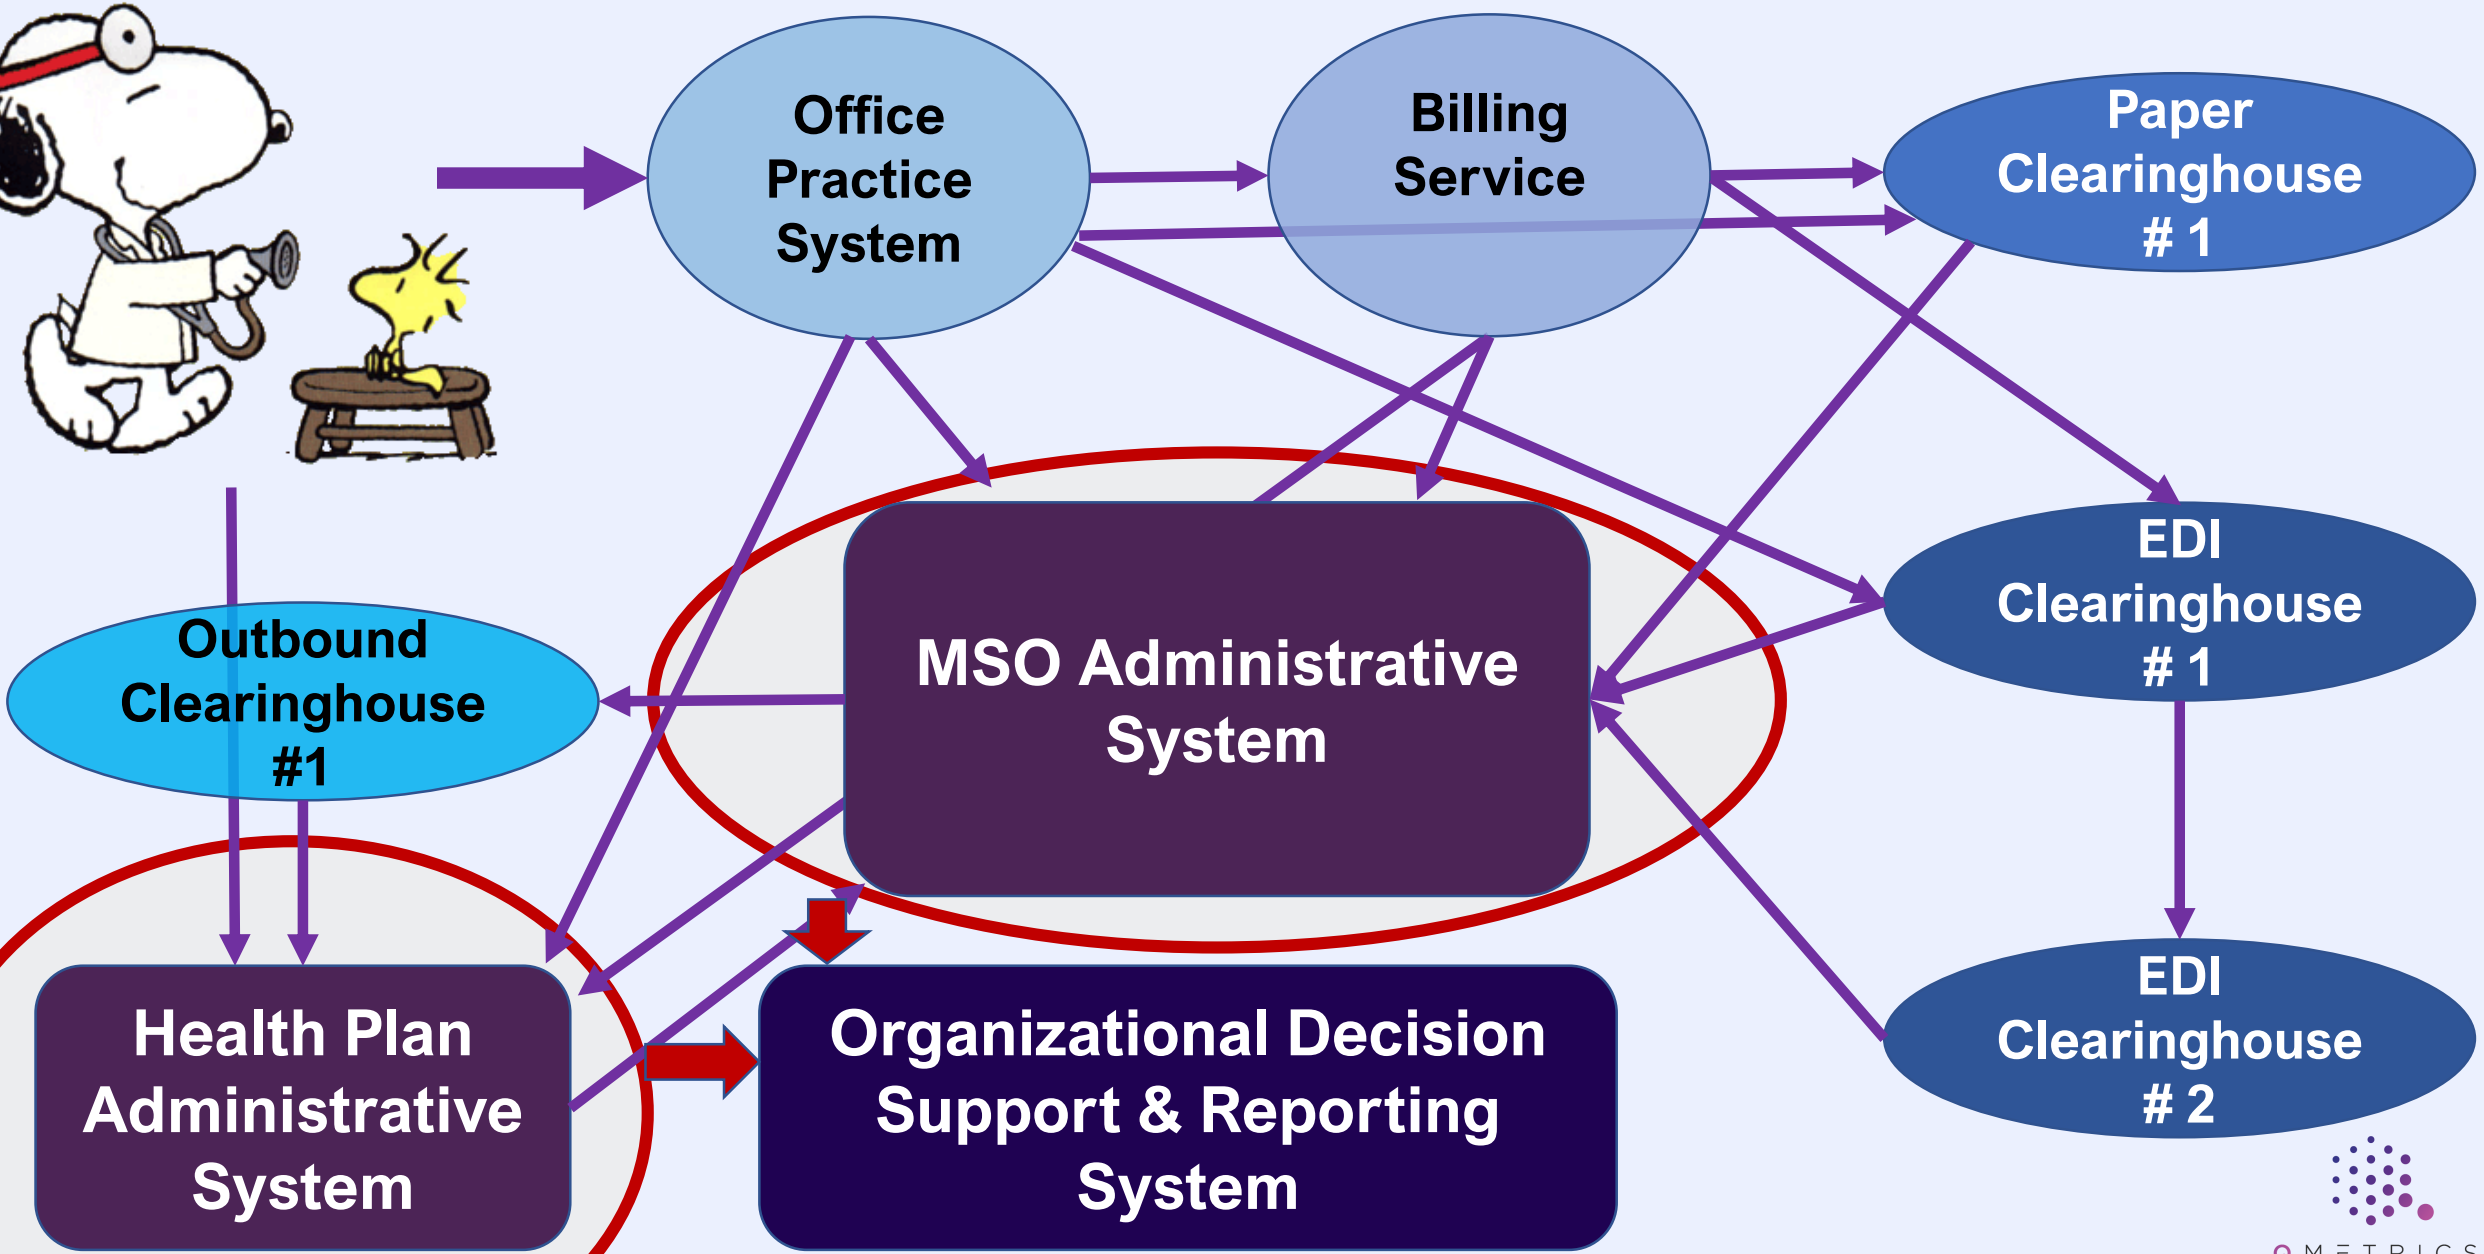 Office
Practice
System
Billing
Service
Paper
Clearinghouse
# 1
EDI
Clearinghouse
# 1
Outbound
Clearinghouse
#1
MSO Administrative
System
Health Plan
Administrative
System
Organizational Decision
Support & Reporting
System
EDI
Clearinghouse
# 2